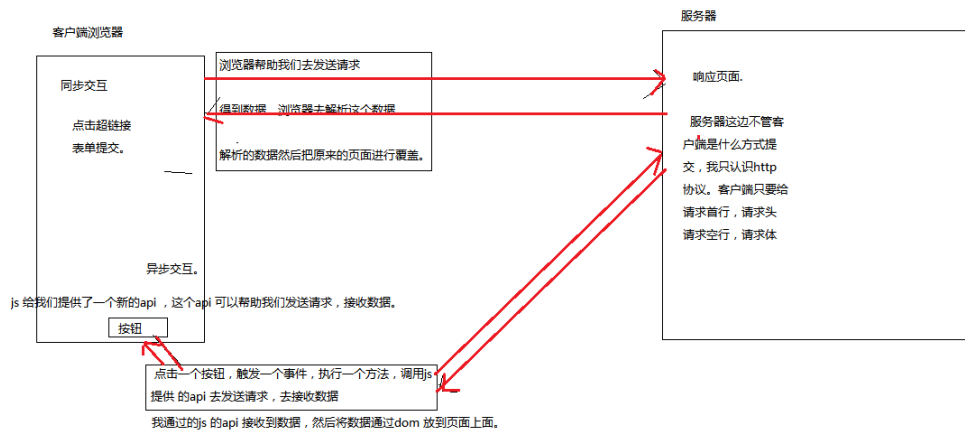 服务器
客户端浏览器
浏览器帮助我们去发送请求
响应页面.
同步交互
得到数据 浏览器去解析这个数据
点击超链接
表单提交。
服务器这边不管客
户端是什么方式提
交，我只认识http
协议。客户端只要给
请求首行，请求头
请求空行，请求体
解析的数据然后把原来的页面进行覆盖。
异步交互。
js 给我们提供了一个新的api ，这个api 可以帮助我们发送请求，接收数据。
按钮
点击一个按钮，触发一个事件，执行一个方法，调用js
提供 的api 去发送请求，去接收数据
我通过的js 的api 接收到数据，然后将数据通过dom 放到页面上面。